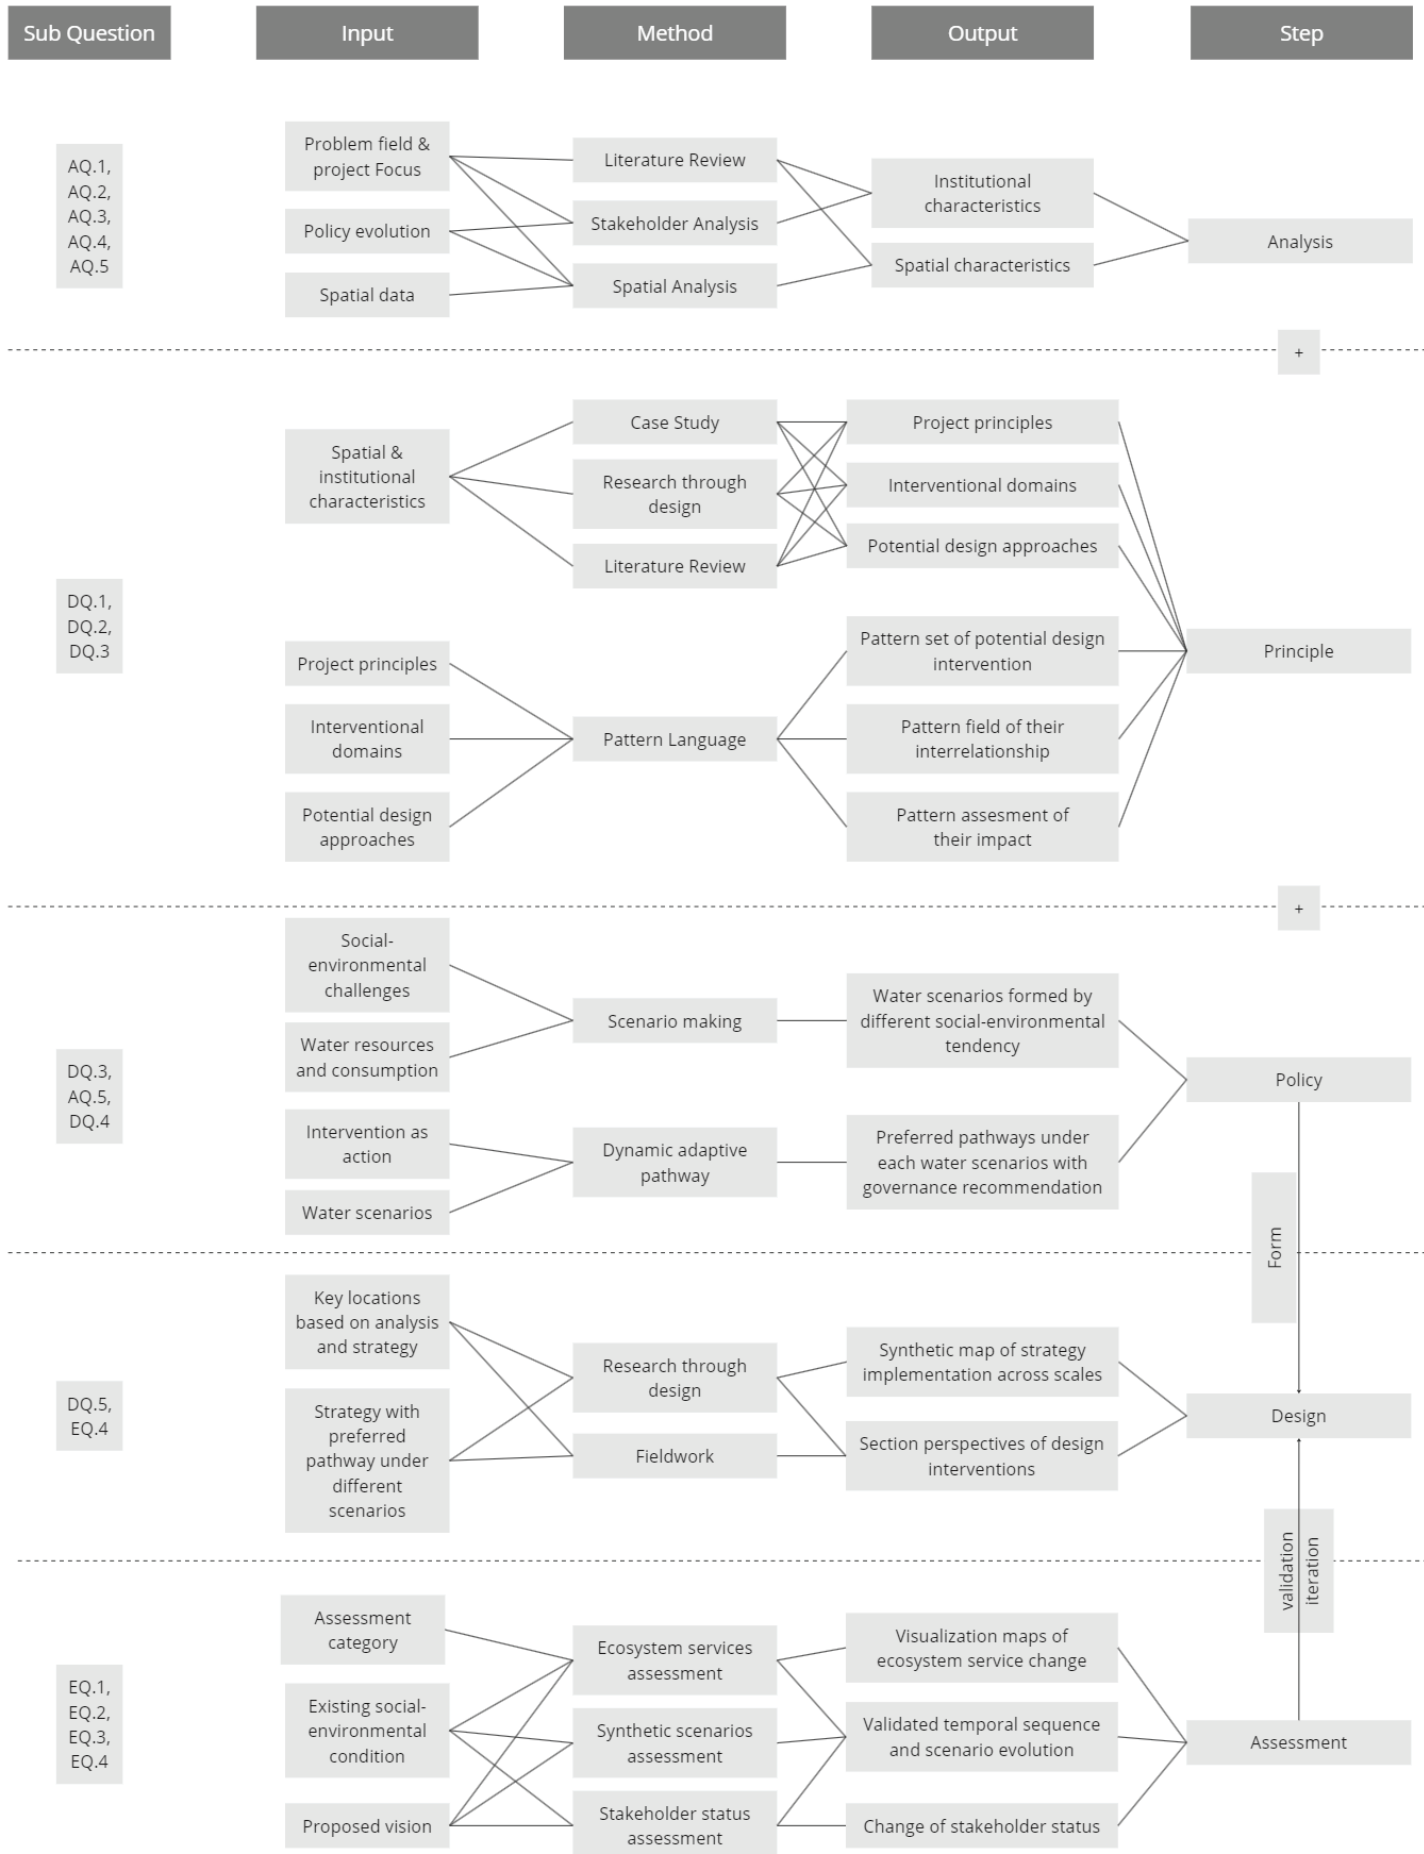 Sub Question
Input
Method
Output
Step
AQ.1,
AQ.2,
AQ.3,
AQ.4,
AQ.5
Problem field &
project Focus
Policy evolution
Spatial data
Literature Review
Stakeholder Analysis
Spatial Analysis
Institutional
characteristics
Spatial characteristics
Analysis
+
DQ.1,
DQ.2,
DQ.3
Spatial &
institutional
characteristics
Case Study
Research through
design
Literature Review
Project principles
Interventional domains
Potential design approaches
Project principles
Interventional
domains
Potential design
approaches
Pattern Language
Pattern set of potential design
intervention
Pattern field of their
interrelationship
Pattern assesment of
their impact
Principle
+
DQ.3,
AQ.5,
DQ.4
Social-
environmental
challenges
Water resources
and consumption
Intervention as
action
Water scenarios
Scenario making
Dynamic adaptive
pathway
Water scenarios formed by
different social-environmental
tendency
Preferred pathways under
each water scenarios with
governance recommendation
Policy
Form
DQ.5,
EQ.4
Key locations
based on analysis
and strategy
Strategy with
preferred
pathway under
different
scenarios
Research through
design
Fieldwork
Synthetic map of strategy
implementation across scales
Section perspectives of design
interventions
Design
validation
iteration
EQ.1,
EQ.2,
EQ.3,
EQ.4
Assessment
category
Existing social-
environmental
condition
Proposed vision
Ecosystem services
assessment
Synthetic scenarios
assessment
Stakeholder status
assessment
Visualization maps of
ecosystem service change
Validated temporal sequence
and scenario evolution
Change of stakeholder status
Assessment